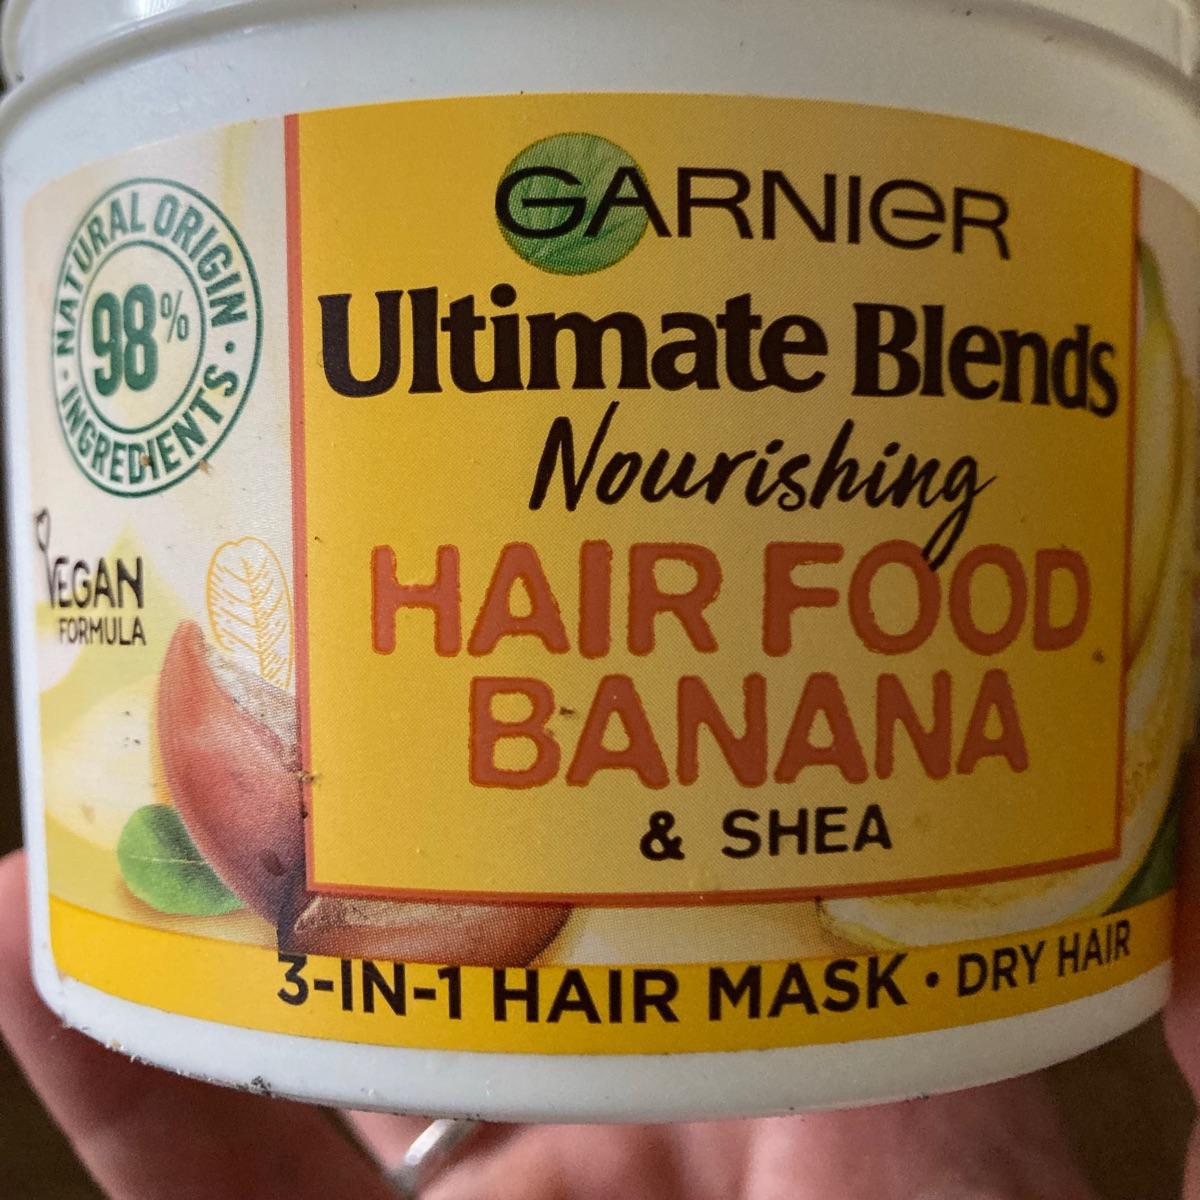 NATURAL ORIGIN
98%
INGREDIENTS
VEGAN
FORMULA
GARNIER
Ultimate Blends
Nourishing
HAIR FOOD
BANANA
& SHEA
3-IN-1 HAIR MASK • DRY HAIR